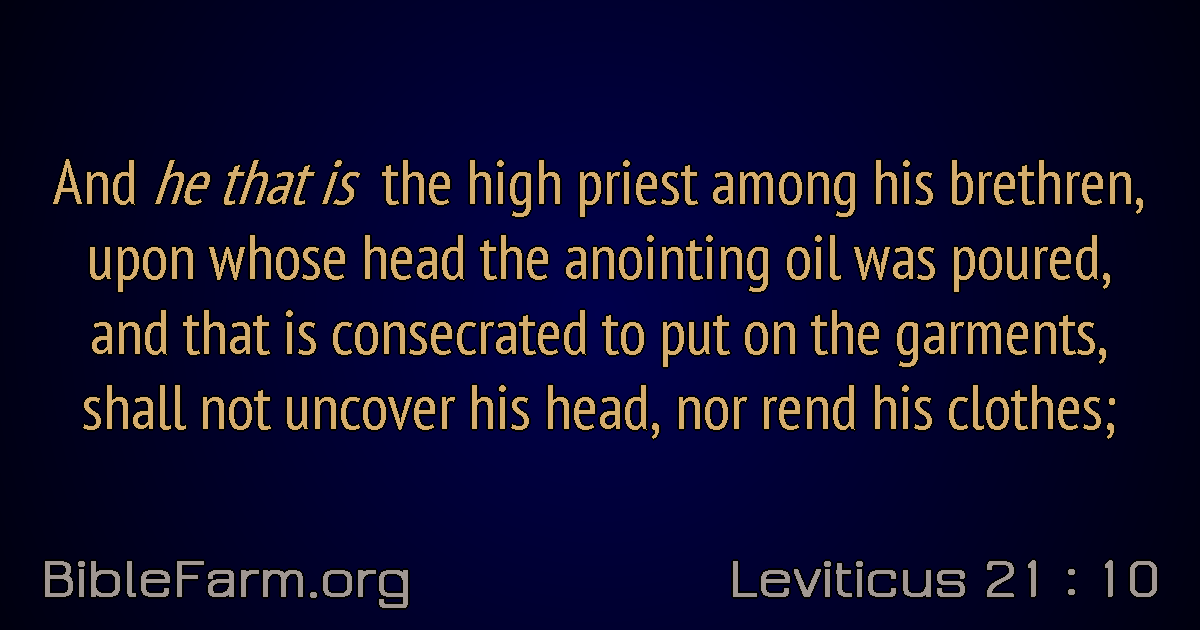 And he that is the high priest among his brethren,
upon whose head the anointing oil was poured,
and that is consecrated to put on the garments,
shall not uncover his head, nor rend his clothes;
BibleFarm.org
Leviticus 21 : 10